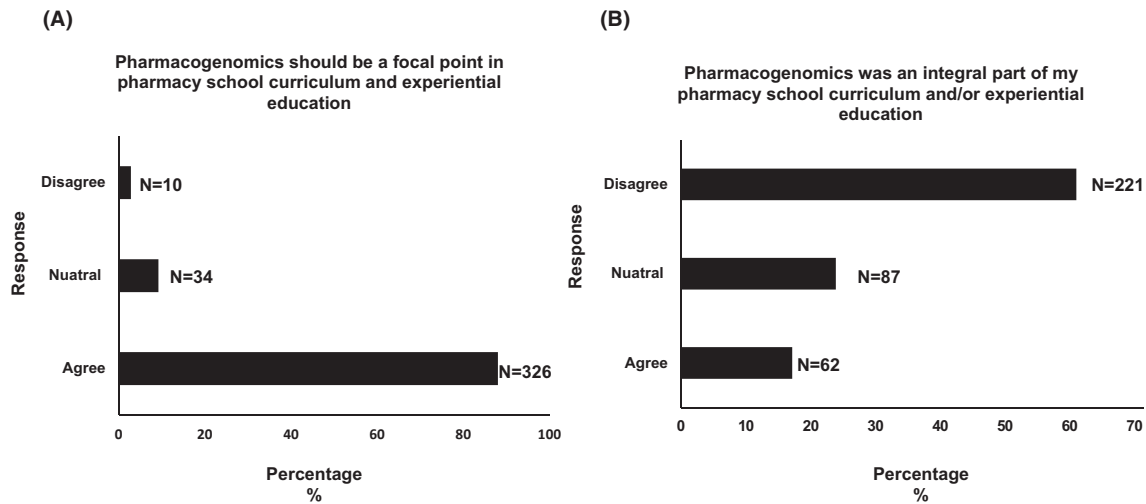 (A)
Pharmacogenomics should be a focal point in
pharmacy school curriculum and experiential
education
Response
Disagree
N=10
Nuatral
N=34
Agree
N=326
0 20 40 60 80 100
Percentage
%
(B)
Pharmacogenomics was an integral part of my
pharmacy school curriculum and/or experiential
education
Response
Disagree
N=221
Nuatral
N=87
Agree
N=62
0 10 20 30 40 50 60 70
Percentage
%